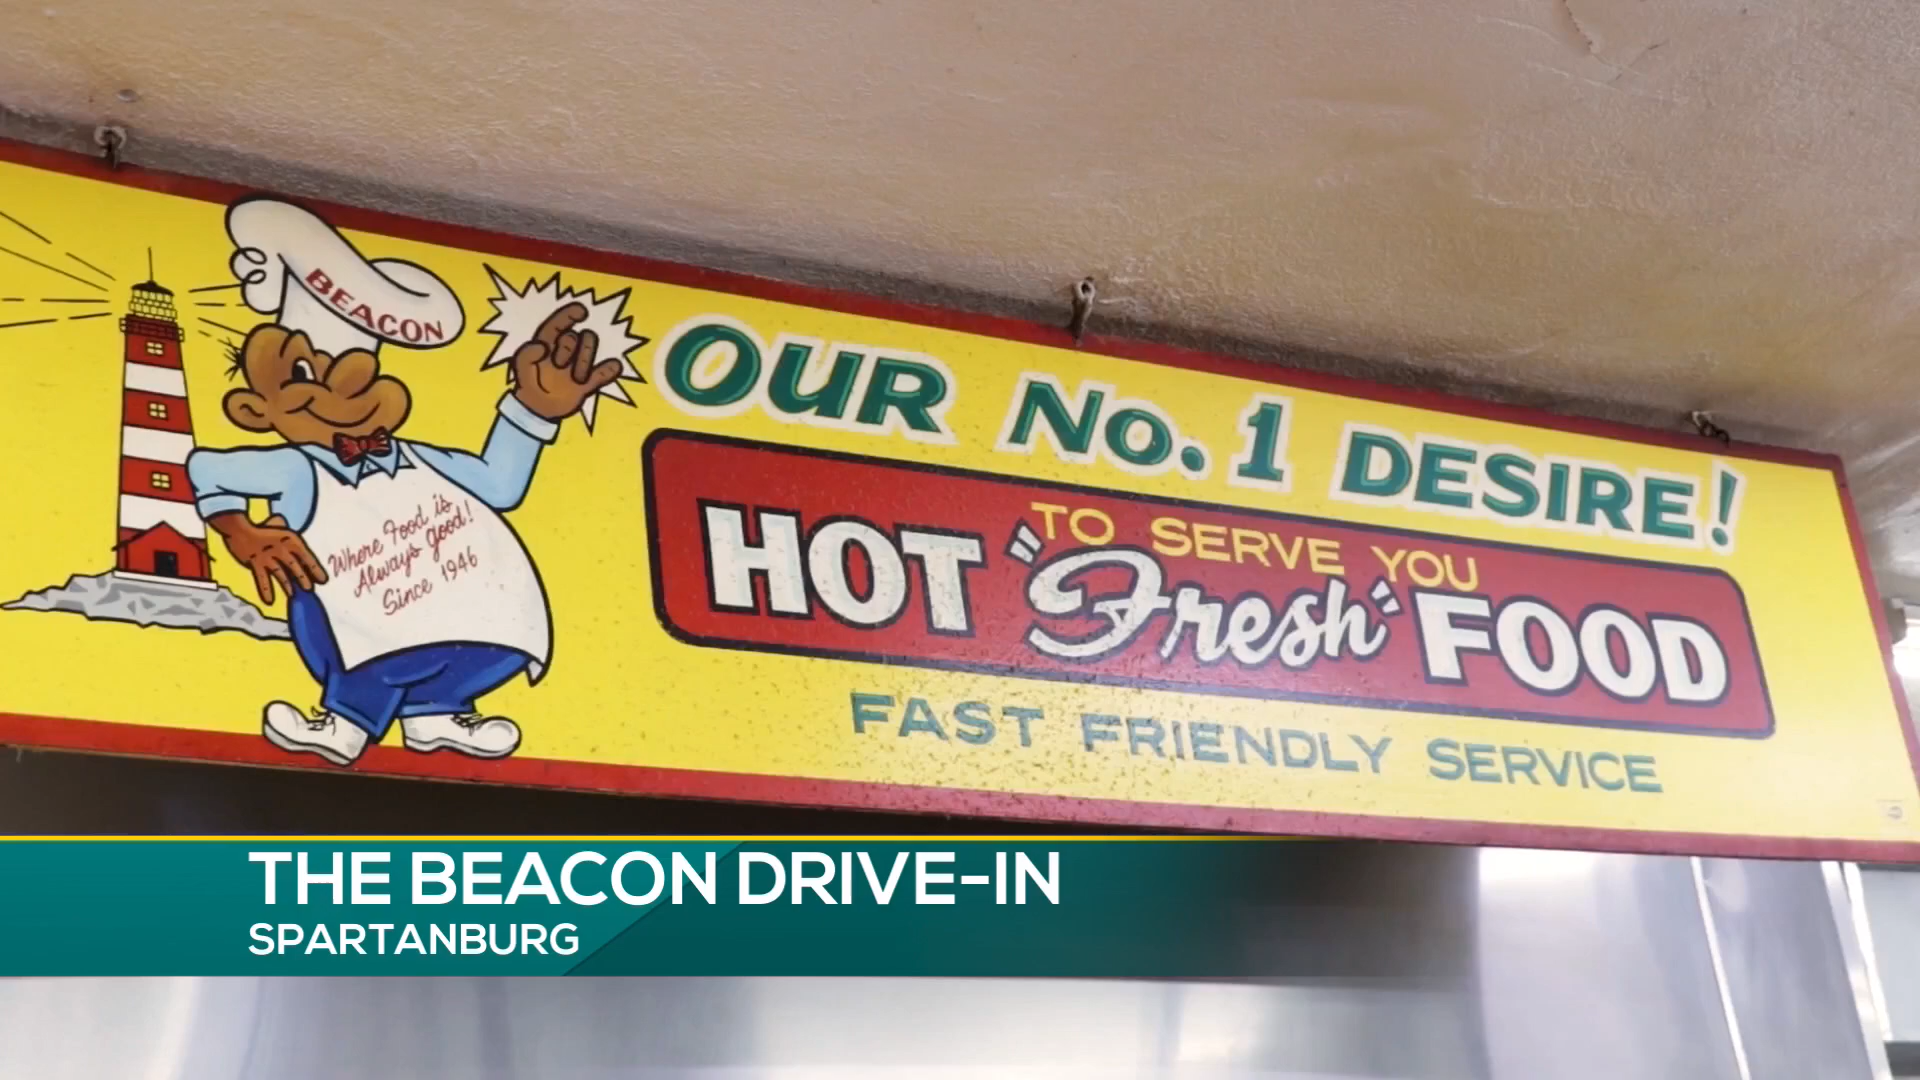 BEACON
Where Food is
Always good!
Since 1946
OUR No. 1 DESIRE!
TO SERVE YOU
HOT "Fresh" FOOD
FAST FRIENDLY SERVICE
THE BEACON DRIVE-IN
SPARTANBURG